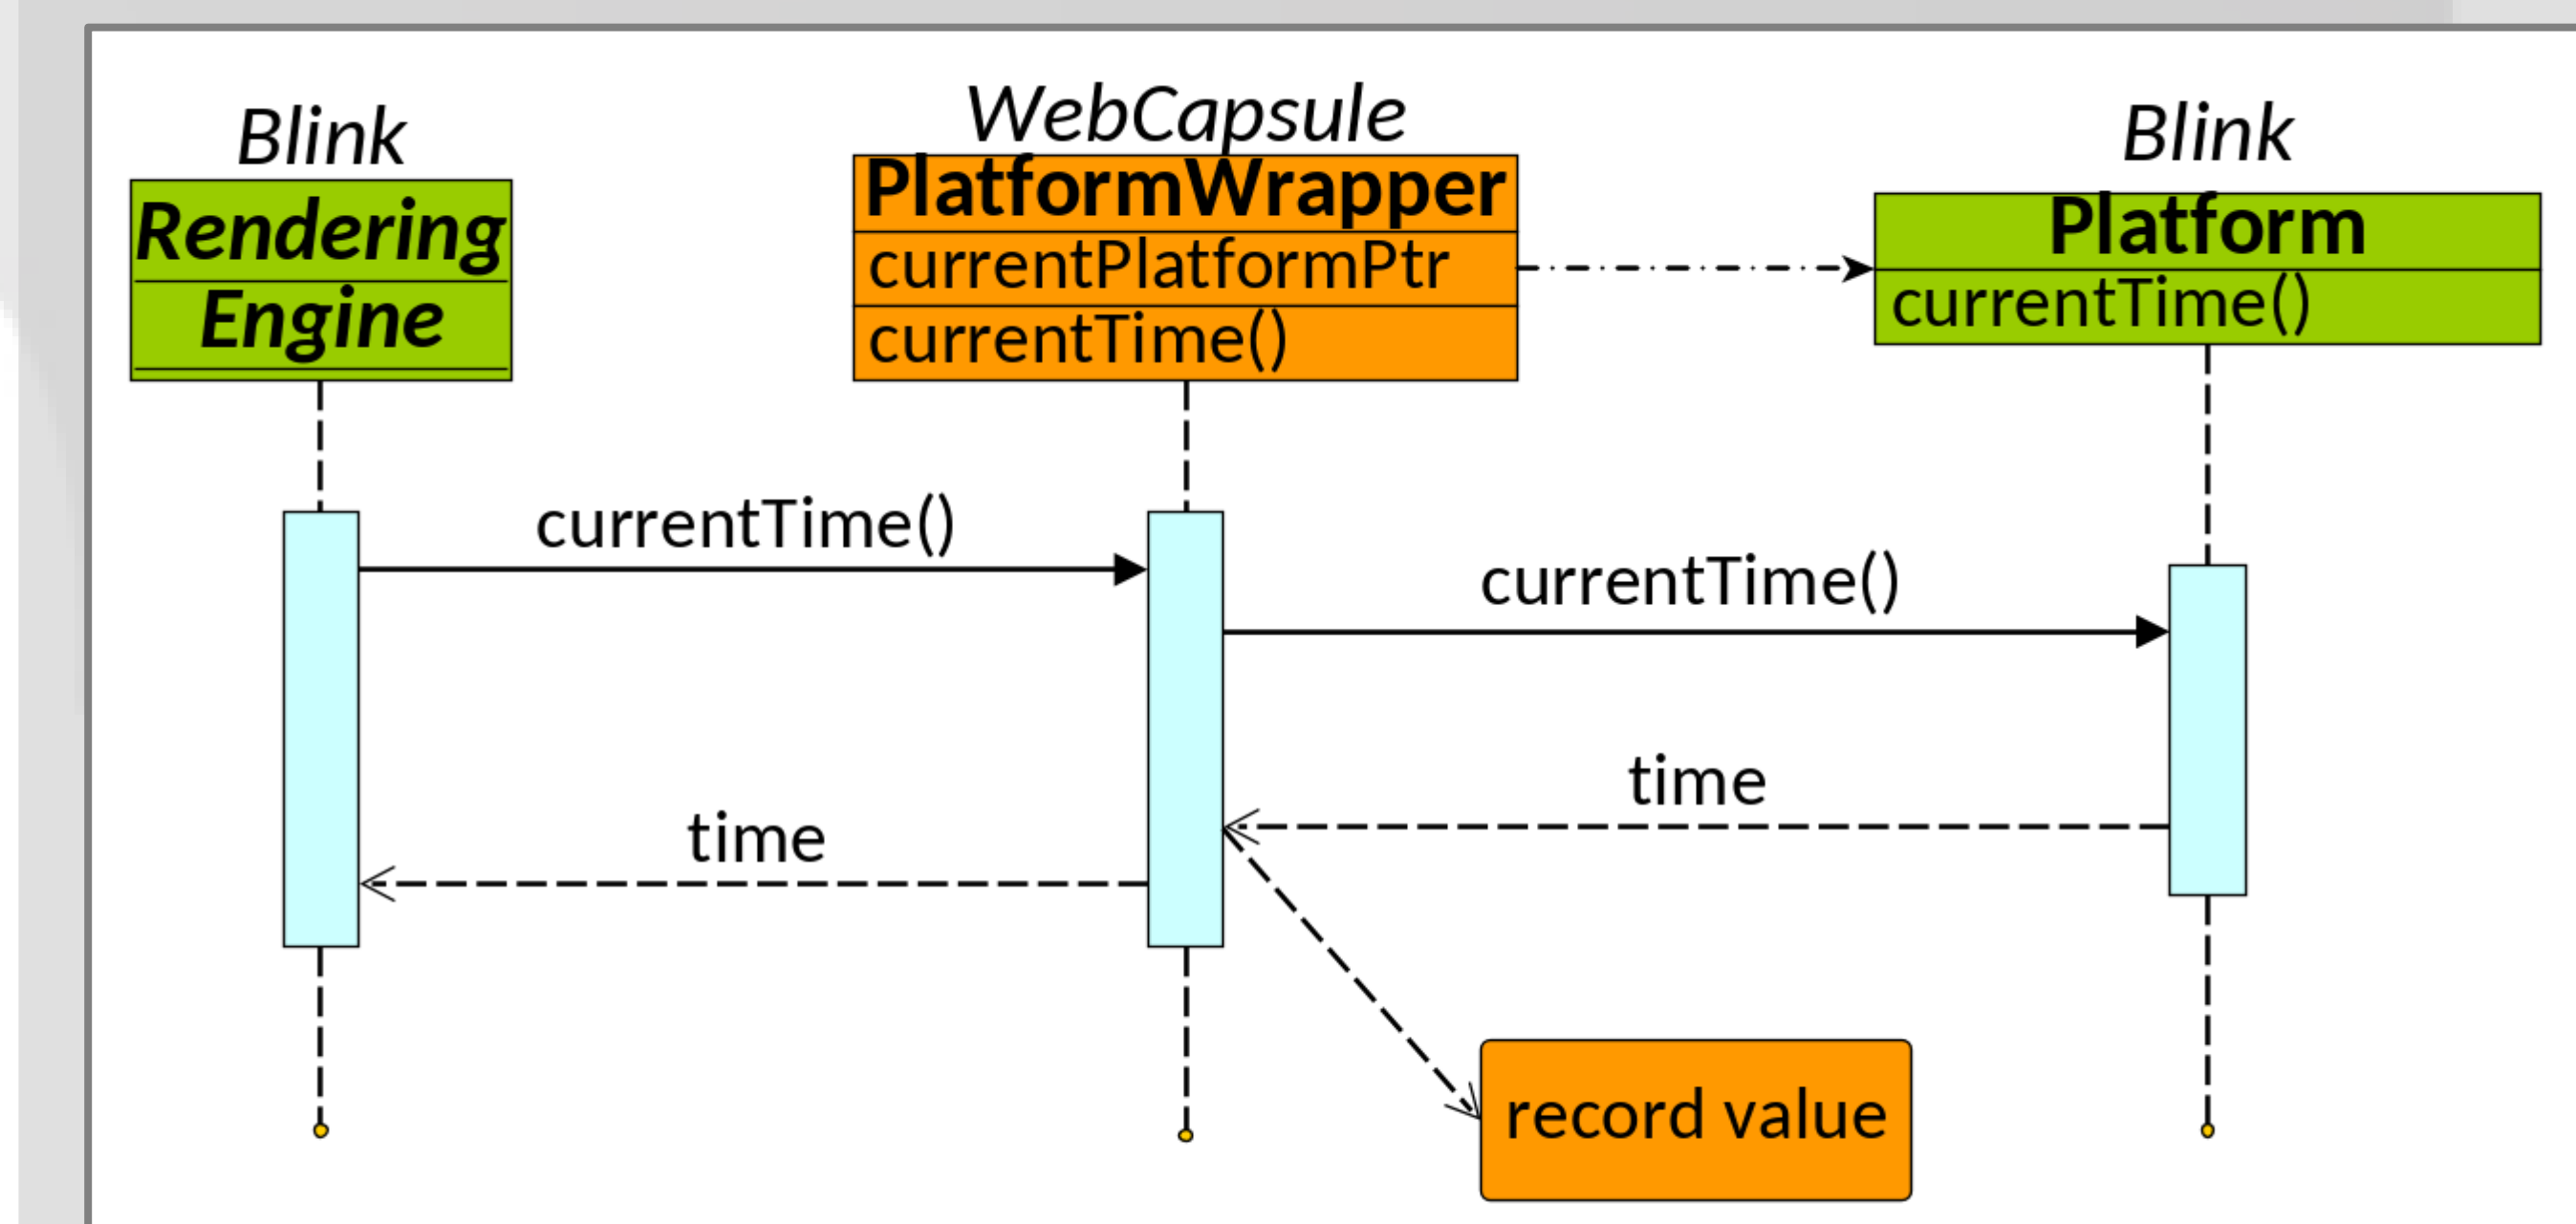 Blink
Rendering
Engine
WebCapsule
PlatformWrapper
currentPlatformPtr
currentTime()
Blink
Platform
currentTime()
currentTime()
currentTime()
time
time
record value